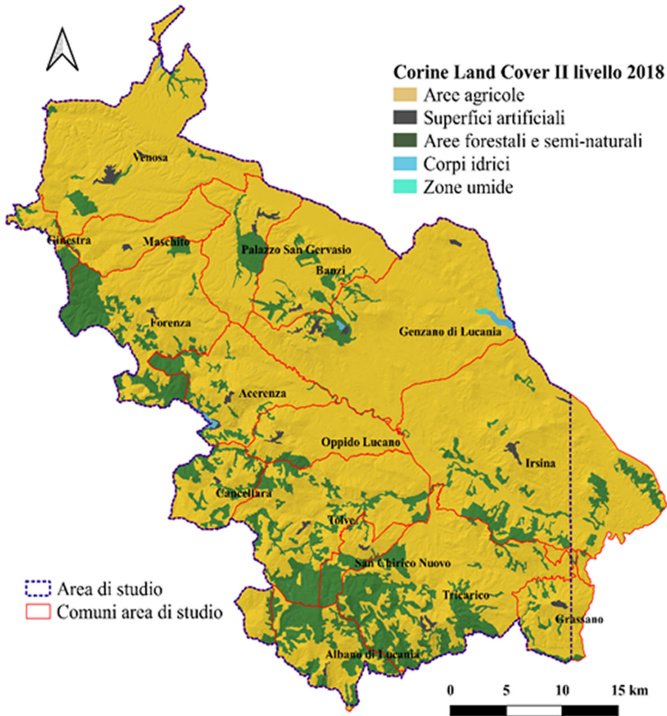 Corine Land Cover II livello 2018
Aree agricole
Superfici artificiali
Aree forestali e semi-naturali
Corpi idrici
Zone umide
Venosa
Ginestra
Maschito
Palazzo San Gervasio
Banzi
Forenza
Genzano di Lucania
Acerenza
Oppido Lucano
Irsina
Cancellara
Tolve
San Chirico Nuovo
Area di studio
Comuni area di studio
Tricarico
Grassano
Albano di Lucania
0 5 10 15 km